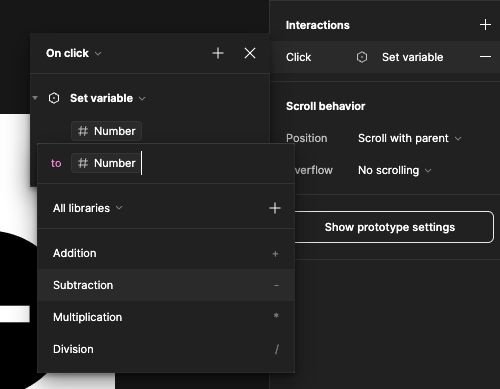 Interactions
Click Set variable
Scroll behavior
Position Scroll with parent
verflow No scrolling
Show prototype settings
On click
Set variable
# Number
to # Number
All libraries
Addition +
Subtraction -
Multiplication *
Division /